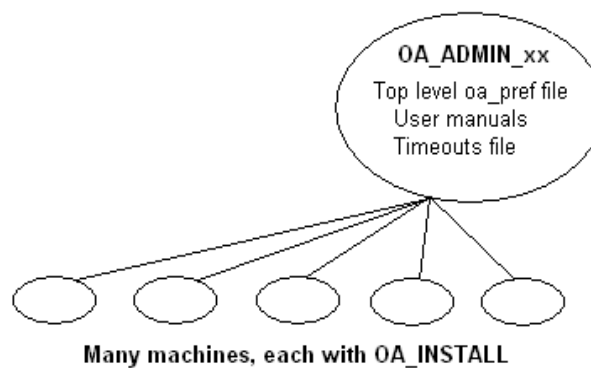 OA_ADMIN_xx
Top level oa_pref file
User manuals
Timeouts file
Many machines, each with OA_INSTALL